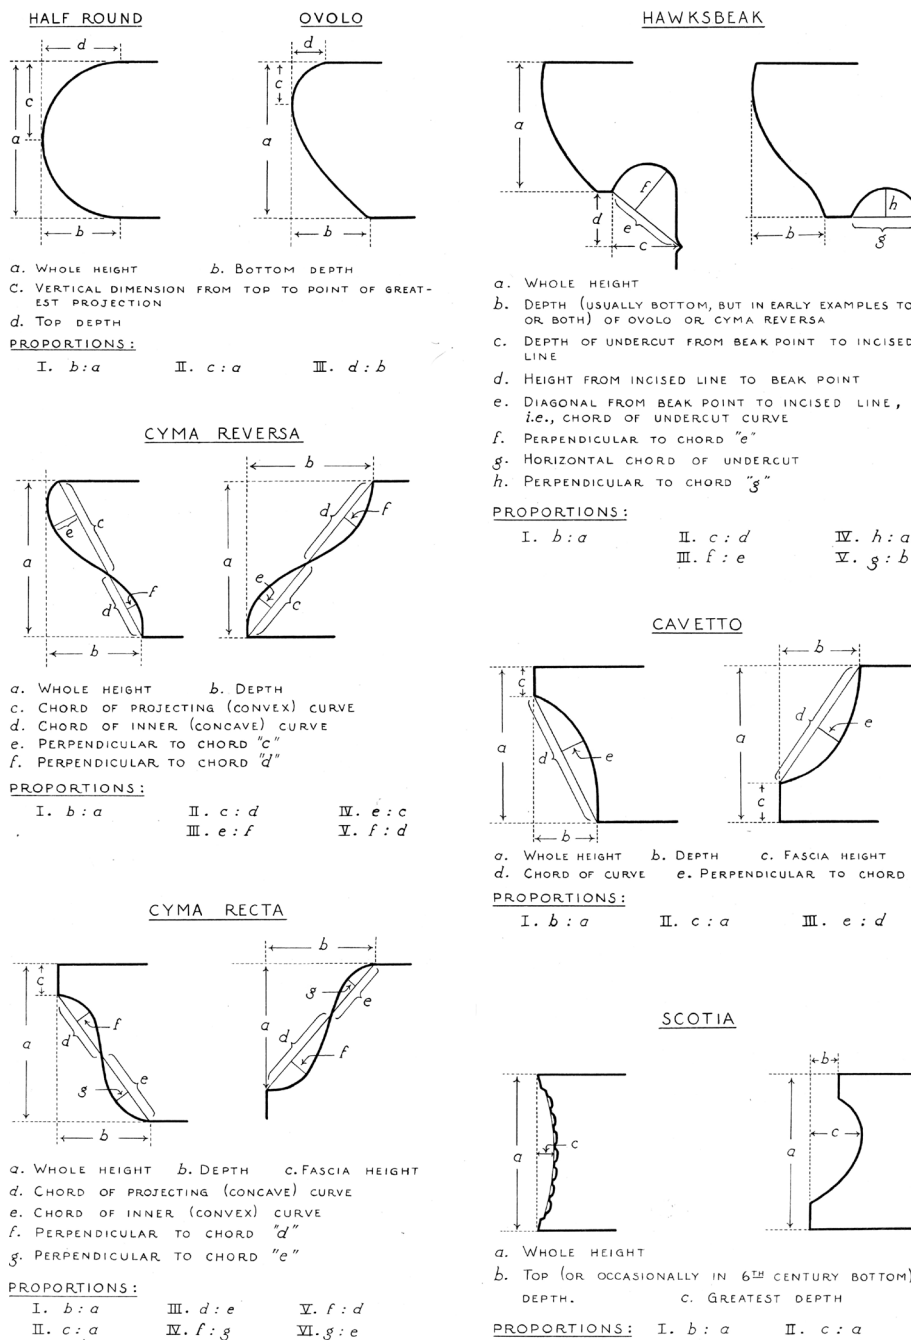 HALF ROUND
d
c
a
b
OVOLO
d
c
a
b
a. WHOLE HEIGHT b. BOTTOM DEPTH
C. VERTICAL DIMENSION FROM TOP TO POINT OF GREAT-
EST PROJECTION
d. TOP DEPTH
PROPORTIONS:
I. b:a II. c:a III. d:b
CYMA REVERSA
a
c
e
d
f
b
b
a
d
f
e
c
a. WHOLE HEIGHT b. DEPTH
c. CHORD OF PROJECTING (CONVEX) CURVE
d. CHORD OF INNER (CONCAVE) CURVE
e. PERPENDICULAR TO CHORD "c"
f. PERPENDICULAR TO CHORD "d"
PROPORTIONS:
I. b:a II. c:d IV. e:c
III. e:f V. f:d
CYMA RECTA
c
a
f
d
e
g
b
b
a
g
e
d
f
a. WHOLE HEIGHT b. DEPTH c. FASCIA HEIGHT
d. CHORD OF PROJECTING (CONCAVE) CURVE
e. CHORD OF INNER (CONVEX) CURVE
f. PERPENDICULAR TO CHORD "d"
g. PERPENDICULAR TO CHORD "e"
PROPORTIONS:
I. b:a III. d:e V. f:d
II. c:a IV. f:g VI. g:e
HAWKSBEAK
a
f
d
e
c
b
h
g
a. WHOLE HEIGHT
b. DEPTH (USUALLY BOTTOM, BUT IN EARLY EXAMPLES TO
OR BOTH) OF OVOLO OR CYMA REVERSA
c. DEPTH OF UNDERCUT FROM BEAK POINT TO INCISED
LINE
d. HEIGHT FROM INCISED LINE TO BEAK POINT
e. DIAGONAL FROM BEAK POINT TO INCISED LINE,
i.e., CHORD OF UNDERCUT CURVE
f. PERPENDICULAR TO CHORD "e"
g. HORIZONTAL CHORD OF UNDERCUT
h. PERPENDICULAR TO CHORD "g"
PROPORTIONS:
I. b:a II. c:d IV. h:a
III. f:e V. g:b
CAVETTO
c
a
d
e
b
b
a
d
e
c
a. WHOLE HEIGHT b. DEPTH c. FASCIA HEIGHT
d. CHORD OF CURVE e. PERPENDICULAR TO CHORD
PROPORTIONS:
I. b:a II. c:a III. e:d
SCOTIA
a
c
b
a
c
a. WHOLE HEIGHT
b. TOP (OR OCCASIONALLY IN 6TH CENTURY BOTTOM)
DEPTH. C. GREATEST DEPTH
PROPORTIONS: I. b:a II. c:a